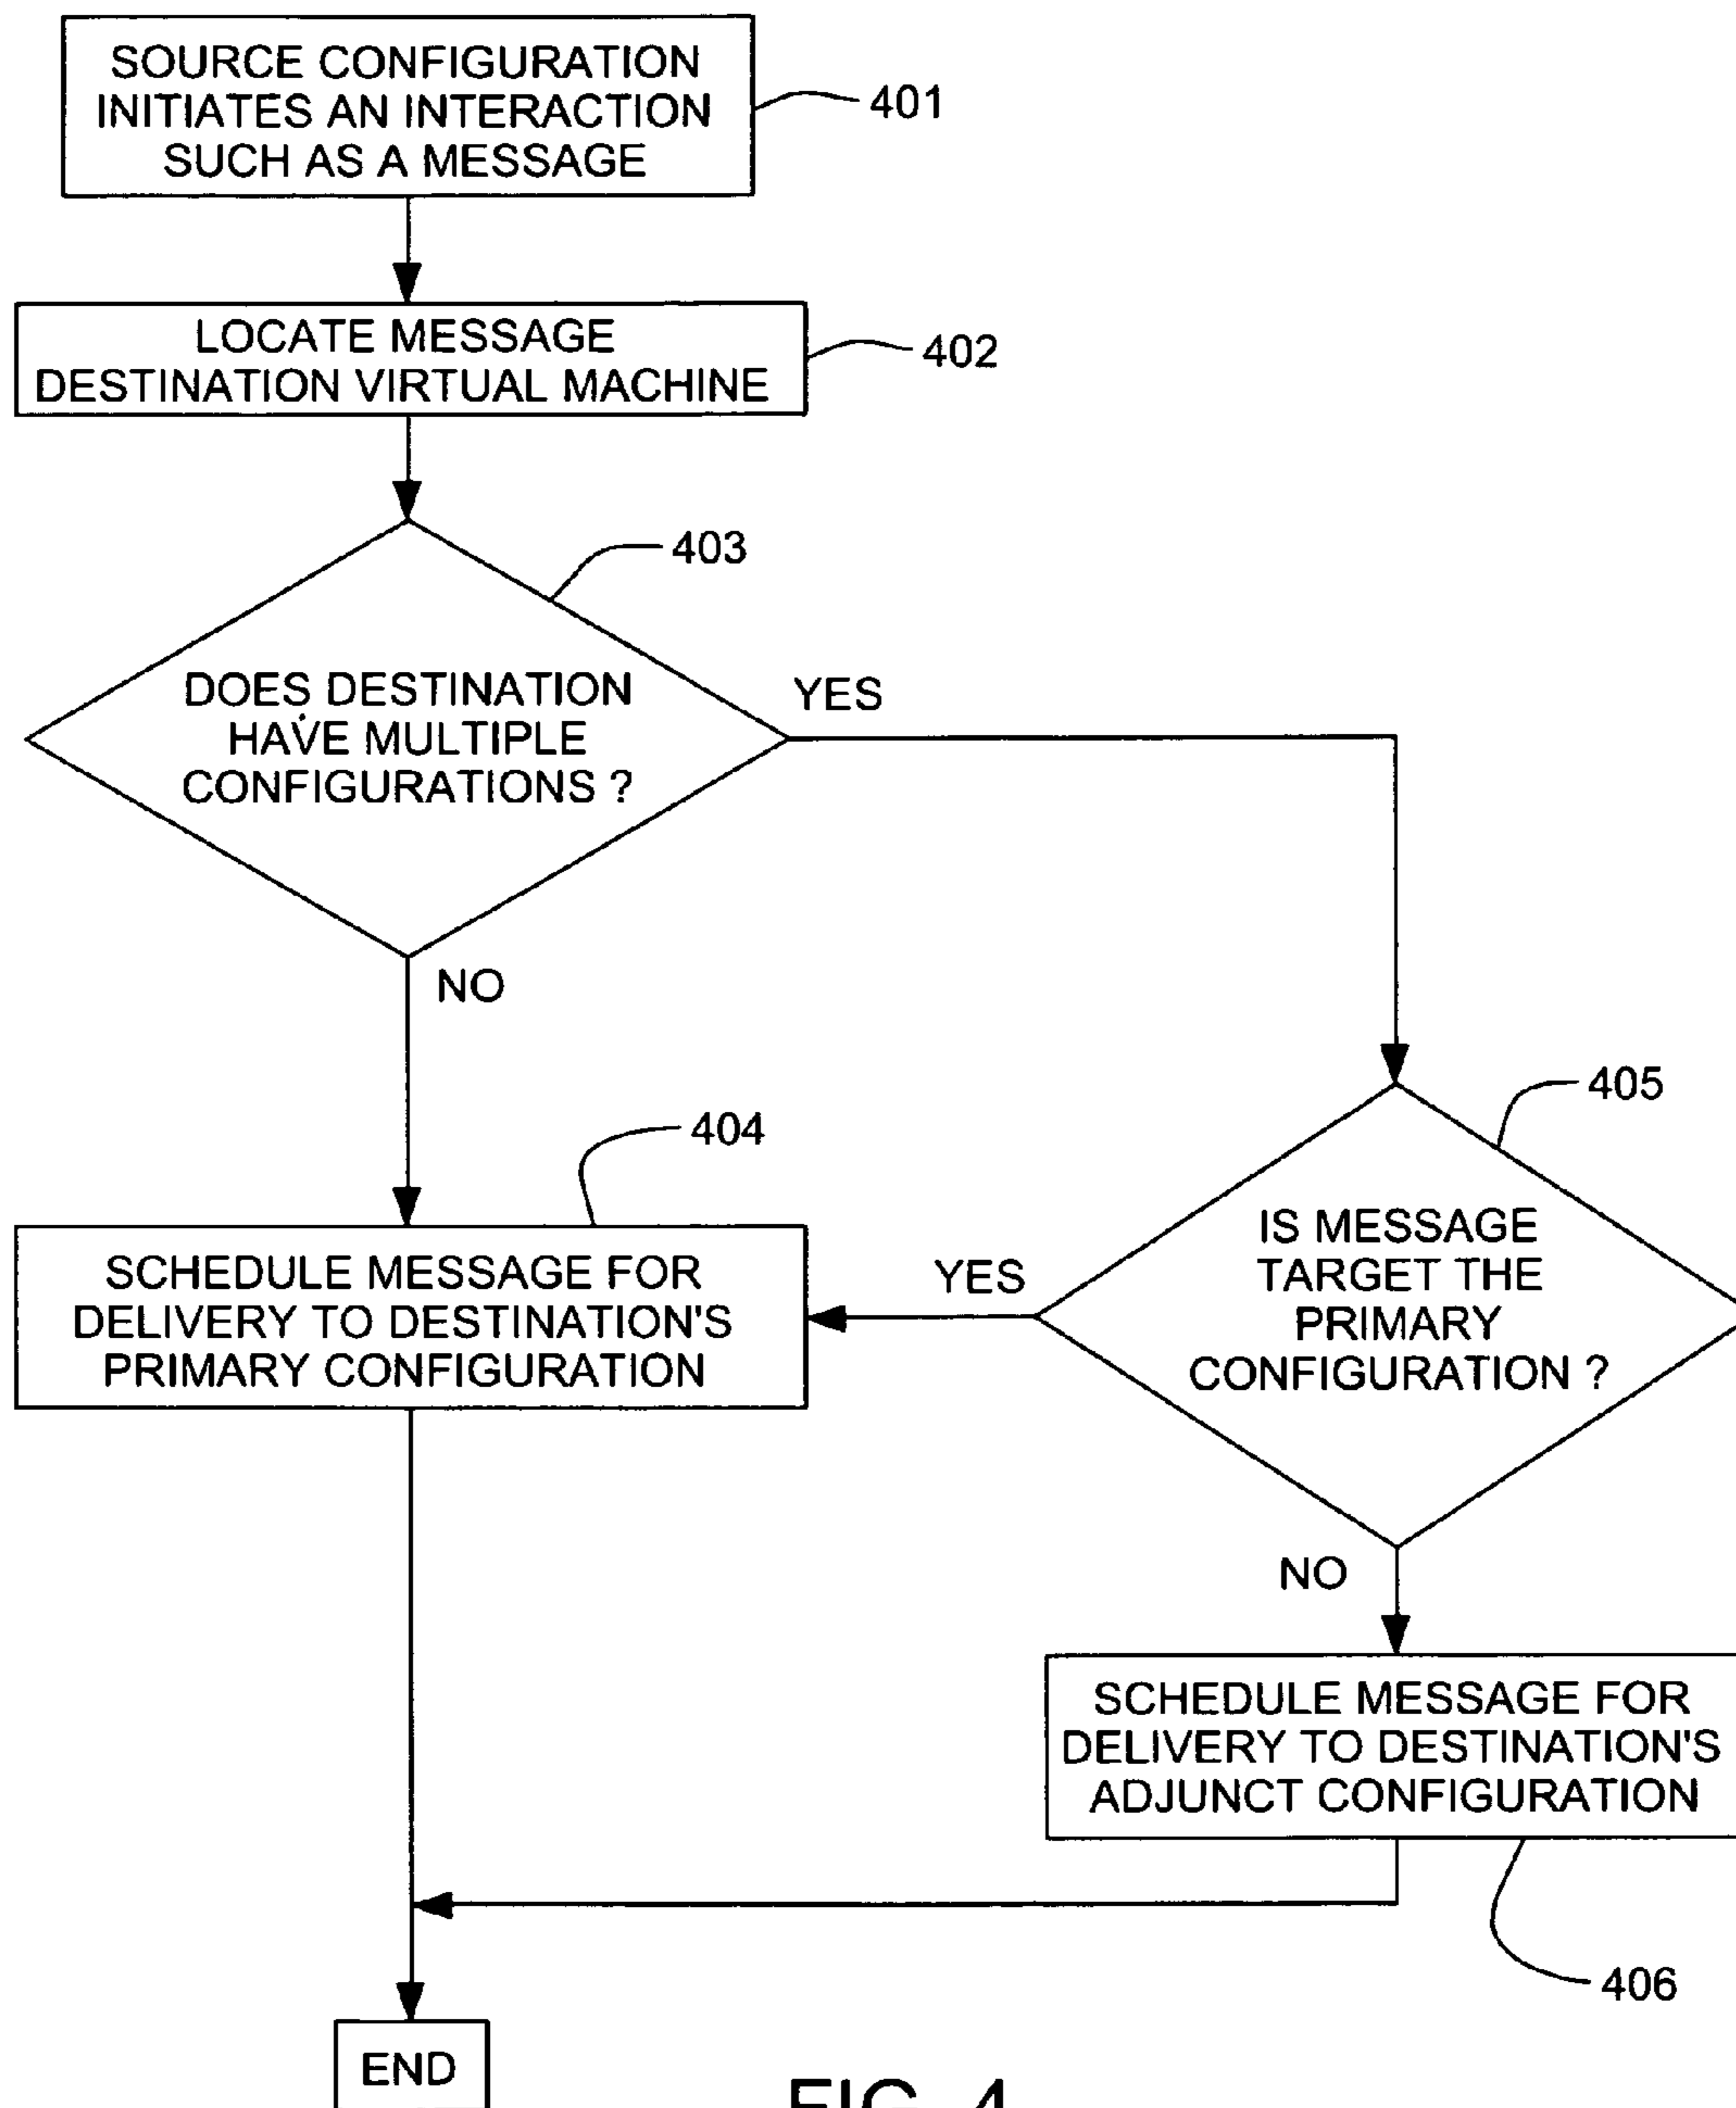 SOURCE CONFIGURATION
INITIATES AN INTERACTION
SUCH AS A MESSAGE
401
LOCATE MESSAGE
DESTINATION VIRTUAL MACHINE
402
403
DOES DESTINATION
HAVE MULTIPLE
CONFIGURATIONS ?
YES
NO
404
405
SCHEDULE MESSAGE FOR
DELIVERY TO DESTINATION'S
PRIMARY CONFIGURATION
YES
IS MESSAGE
TARGET THE
PRIMARY
CONFIGURATION ?
NO
SCHEDULE MESSAGE FOR
DELIVERY TO DESTINATION'S
ADJUNCT CONFIGURATION
406
END
FIG. 4